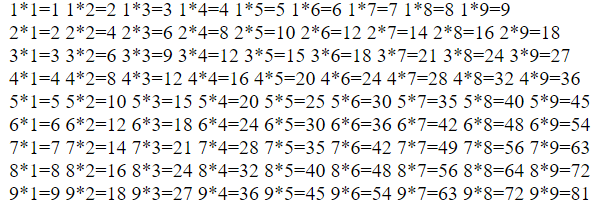 1*1=1 1*2=2 1*3=3 1*4=4 1*5=5 1*6=6 1*7=7 1*8=8 1*9=9
2*1=2 2*2=4 2*3=6 2*4=8 2*5=10 2*6=12 2*7=14 2*8=16 2*9=18
3*1=3 3*2=6 3*3=9 3*4=12 3*5=15 3*6=18 3*7=21 3*8=24 3*9=27
4*1=4 4*2=8 4*3=12 4*4=16 4*5=20 4*6=24 4*7=28 4*8=32 4*9=36
5*1=5 5*2=10 5*3=15 5*4=20 5*5=25 5*6=30 5*7=35 5*8=40 5*9=45
6*1=6 6*2=12 6*3=18 6*4=24 6*5=30 6*6=36 6*7=42 6*8=48 6*9=54
7*1=7 7*2=14 7*3=21 7*4=28 7*5=35 7*6=42 7*7=49 7*8=56 7*9=63
8*1=8 8*2=16 8*3=24 8*4=32 8*5=40 8*6=48 8*7=56 8*8=64 8*9=72
9*1=9 9*2=18 9*3=27 9*4=36 9*5=45 9*6=54 9*7=63 9*8=72 9*9=81